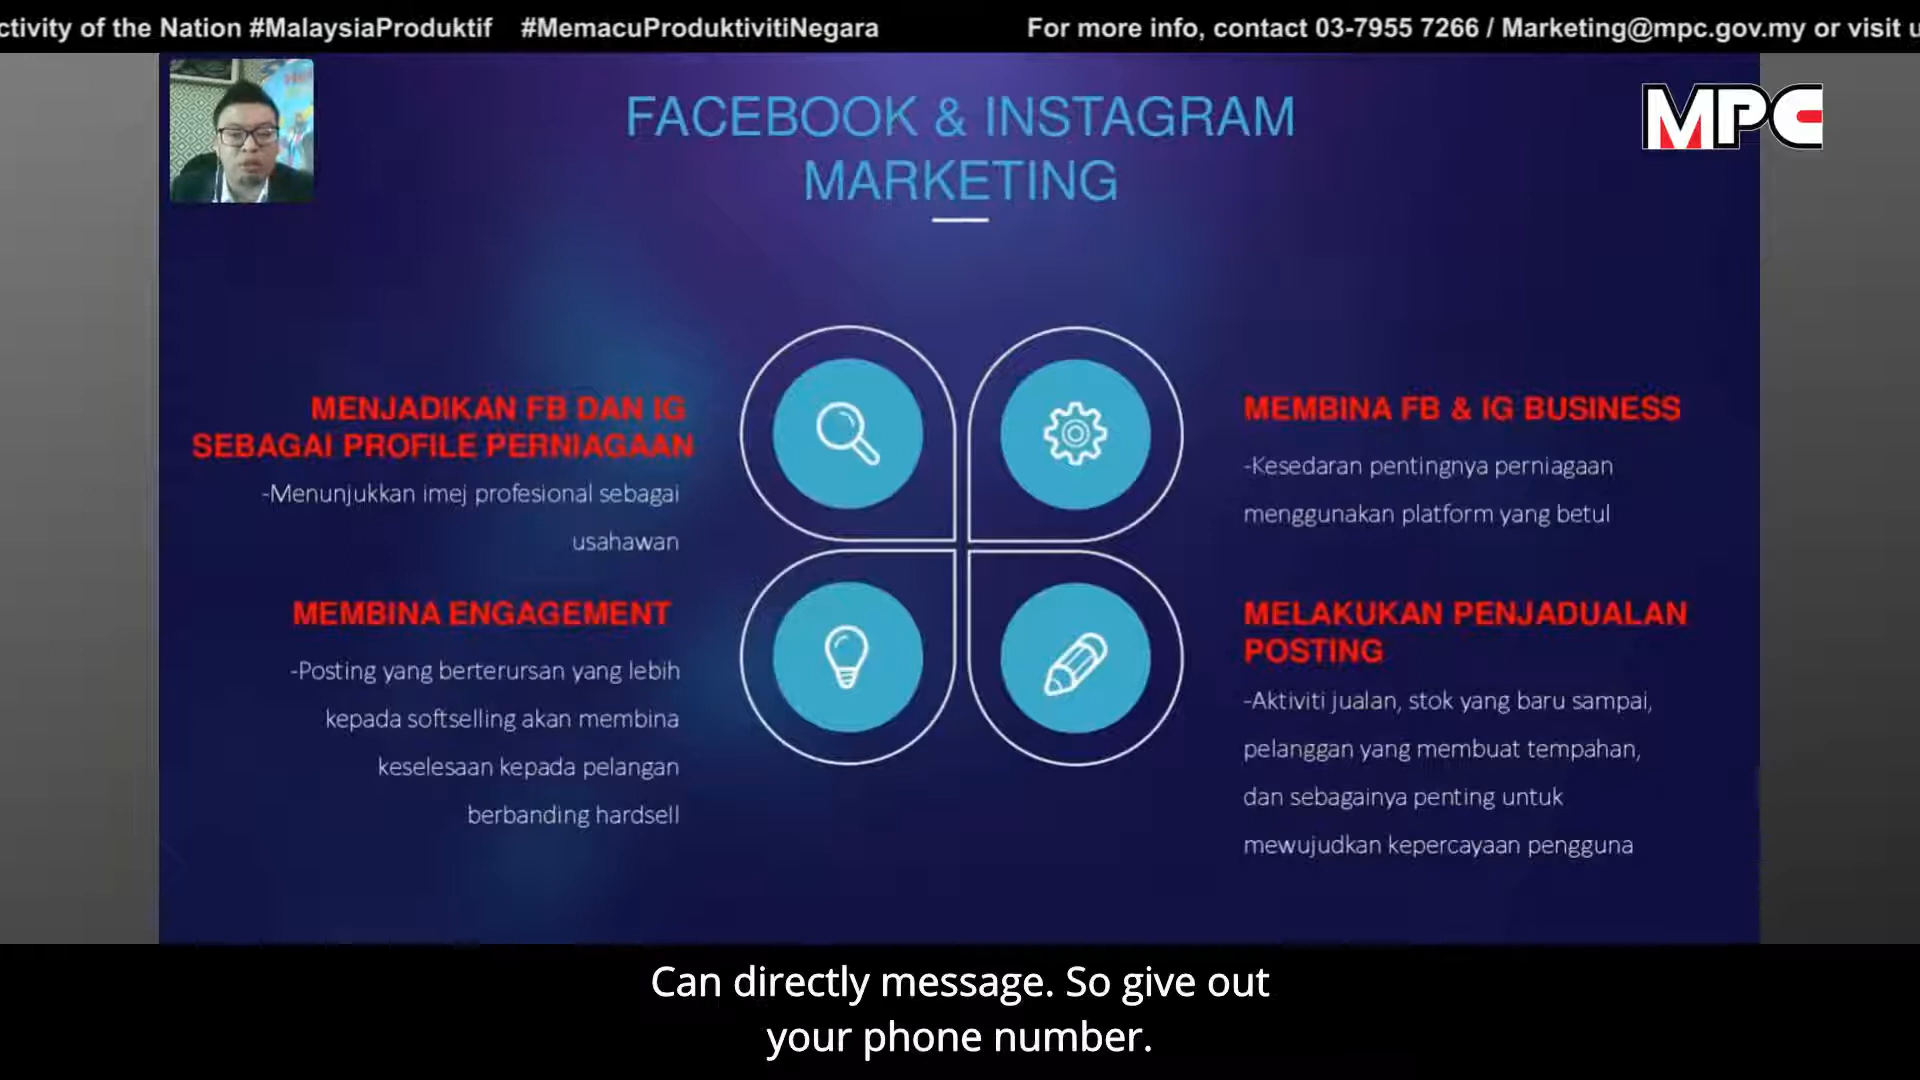 ctivity of the Nation #MalaysiaProduktif #MemacuProduktivitiNegara For more info, contact 03-7955 7266 / Marketing@mpc.gov.my or visit u
MPC
FACEBOOK & INSTAGRAM
MARKETING
MENJADIKAN FB DAN IG
SEBAGAI PROFILE PERNIAGAAN
-Menunjukkan imej profesional sebagai
usahawan
MEMBINA FB & IG BUSINESS
-Kesedaran pentingnya perniagaan
menggunakan platform yang betul
MEMBINA ENGAGEMENT
-Posting yang berterursan yang lebih
kepada softselling akan membina
keselesaan kepada pelangan
berbanding hardsell
MELAKUKAN PENJADUALAN
POSTING
-Aktiviti jualan, stok yang baru sampai,
pelanggan yang membuat tempahan,
dan sebagainya penting untuk
mewujudkan kepercayaan pengguna
Can directly message. So give out
your phone number.